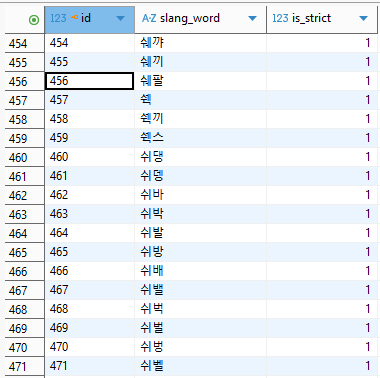 123 id A-Z slang_word 123 is_strict
454 454 쉐꺄 1
455 455 쉐끼 1
456 456 쉐팔 1
457 457 쉑 1
458 458 쉑끼 1
459 459 쉑스 1
460 460 쉬댕 1
461 461 쉬뎅 1
462 462 쉬바 1
463 463 쉬박 1
464 464 쉬발 1
465 465 쉬방 1
466 466 쉬배 1
467 467 쉬밸 1
468 468 쉬벅 1
469 469 쉬벌 1
470 470 쉬벙 1
471 471 쉬벨 1